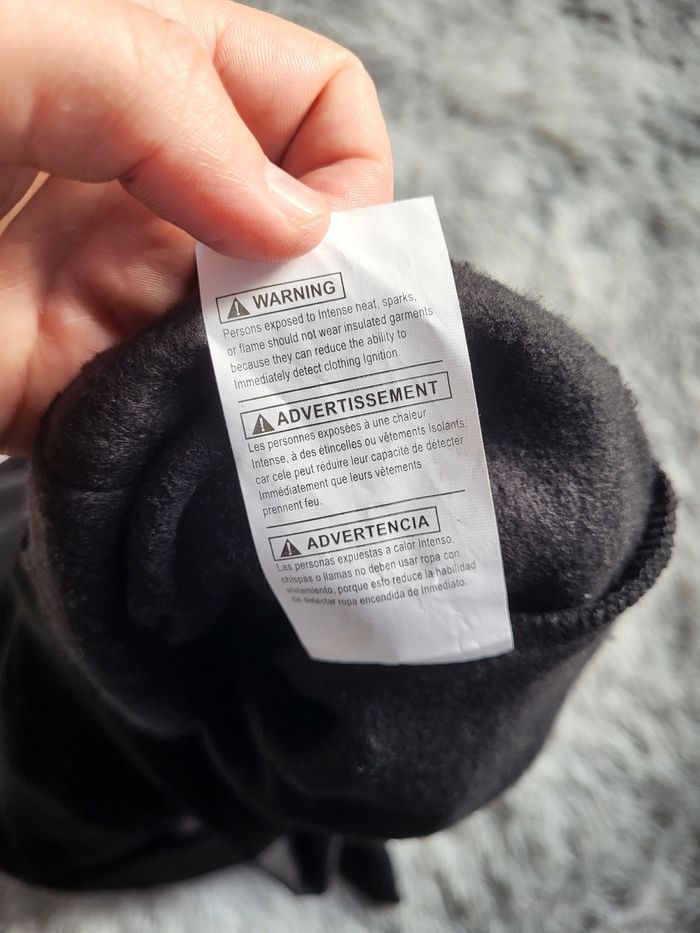 WARNING
Persons exposed to Intense heat, sparks,
or flame should not wear insulated garments
because they can reduce the ability to
Immediately detect clothing Ignition.
ADVERTISSEMENT
Les personnes exposées à une chaleur
Intense, à des étincelles ou vêtements Isolants;
car cele peut réduire leur capacité de détecter
Immédiatement que leurs vêtements
prennent feu.
ADVERTENCIA
Las personas expuestas a calor Intenso,
chispas o llamas no deben usar ropa con
aislamiento, porque esto reduce la habilidad
de detectar ropa encendida de Inmediato.